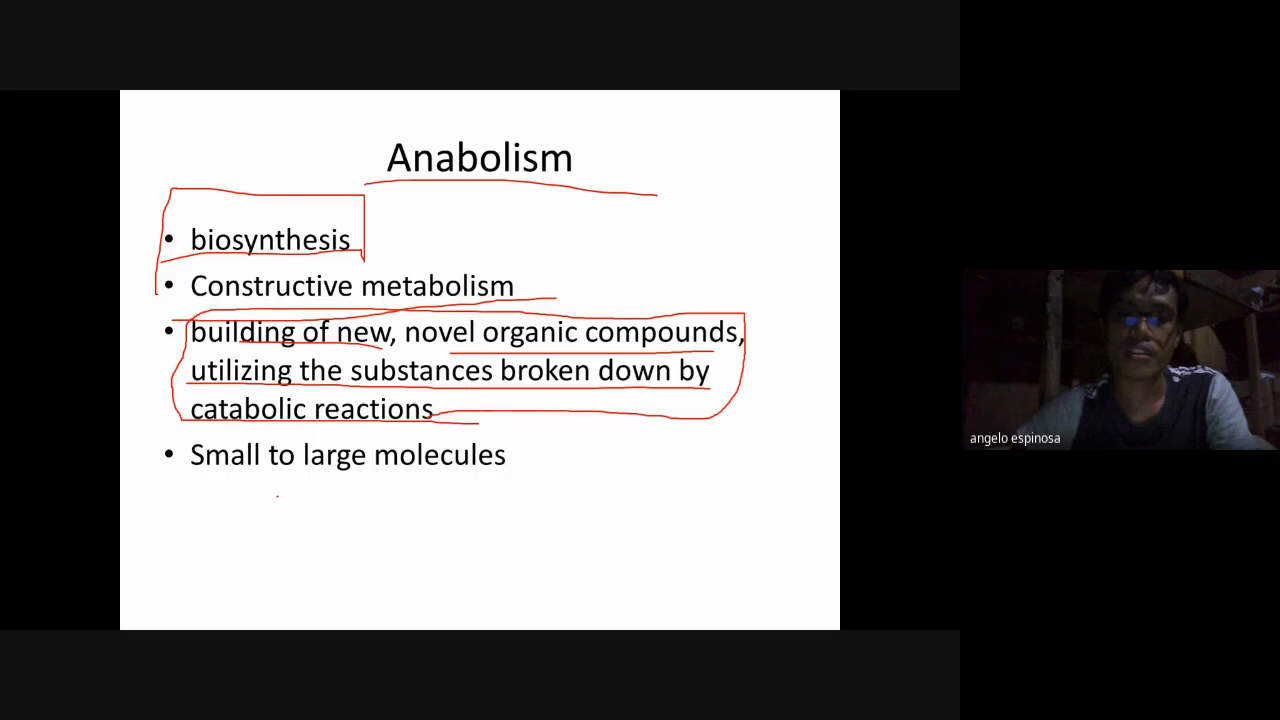 Anabolism
• biosynthesis
• Constructive metabolism
• building of new, novel organic compounds,
utilizing the substances broken down by
catabolic reactions
• Small to large molecules
angelo espinosa